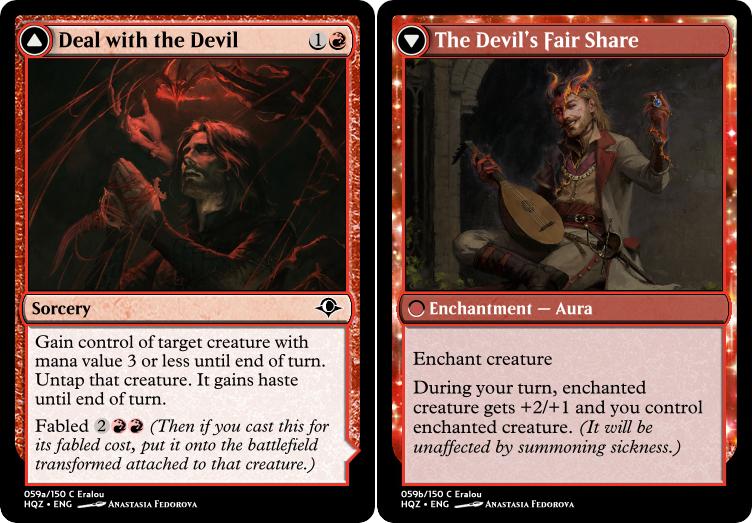 Deal with the Devil 1
Sorcery
Gain control of target creature with
mana value 3 or less until end of turn.
Untap that creature. It gains haste
until end of turn.
Fabled 2 (Then if you cast this for
its fabled cost, put it onto the battlefield
transformed attached to that creature.)
059a/150 C Eralou
HQZ • ENG Anastasia Fedorova
The Devil's Fair Share
Enchantment — Aura
Enchant creature
During your turn, enchanted
creature gets +2/+1 and you control
enchanted creature. (It will be
unaffected by summoning sickness.)
059b/150 C Eralou
HQZ • ENG Anastasia Fedorova